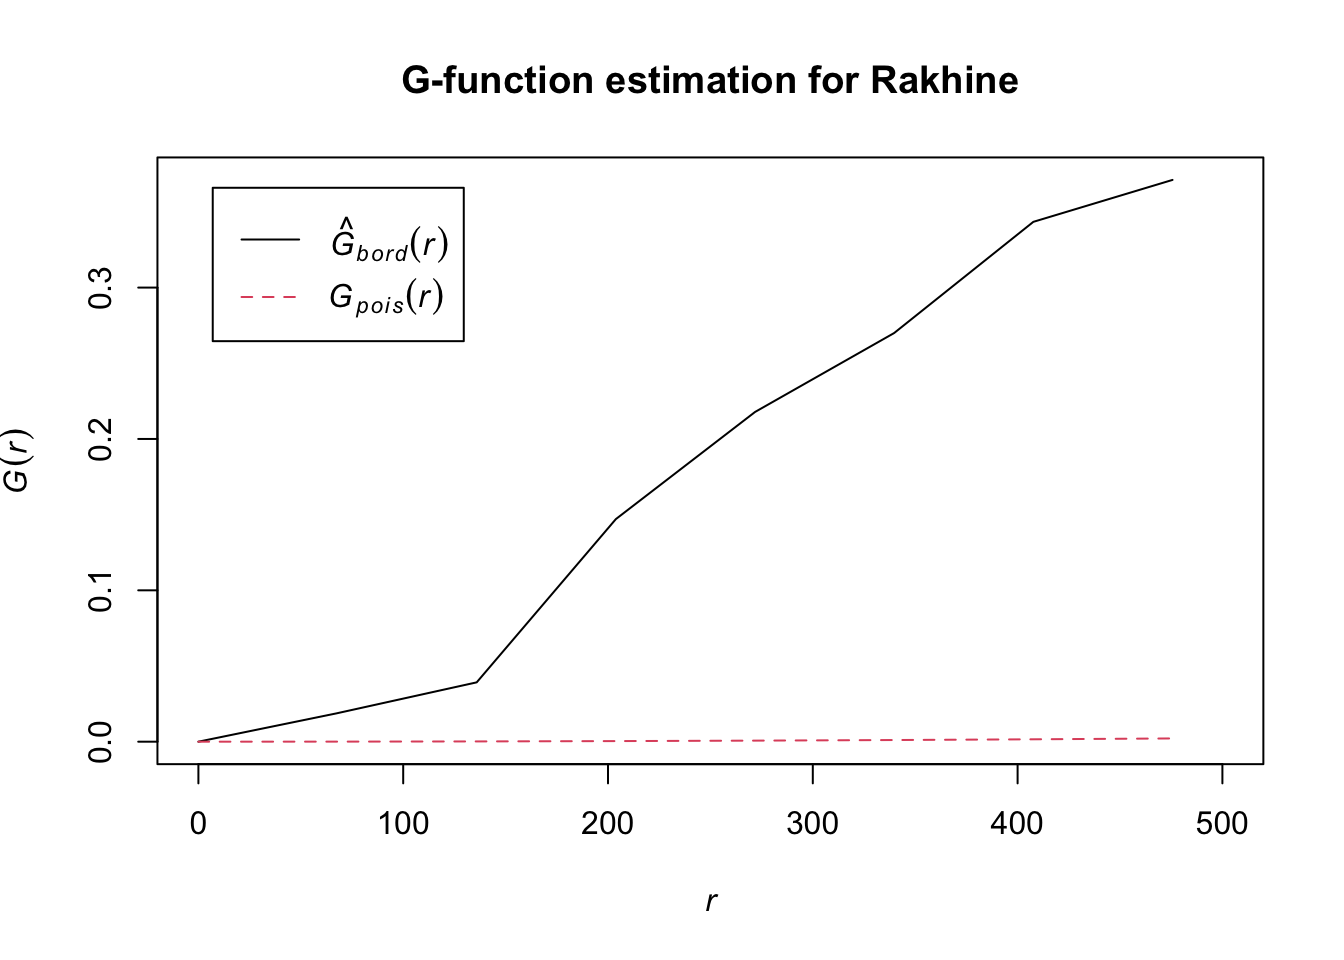 G-function estimation for Rakhine
Ĝbord(r)
Gpois(r)
G(r)
0.3
0.2
0.1
0.0
0 100 200 300 400 500
r